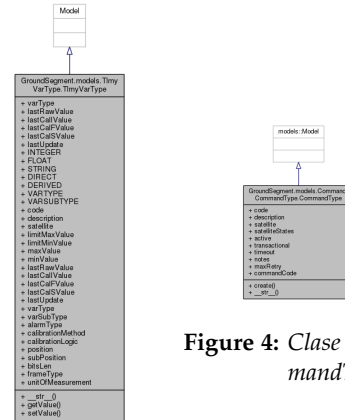 Model
GroundSegment.models.Tlmy
VarType.TlmyVarType
+ varType
+ lastRawValue
+ lastCalIValue
+ lastCalFValue
+ lastCalSValue
+ lastUpdate
+ INTEGER
+ FLOAT
+ STRING
+ DIRECT
+ DERIVED
+ VARTYPE
+ VARSUBTYPE
+ code
+ description
+ satellite
+ limitMaxValue
+ limitMinValue
+ maxValue
+ minValue
+ lastRawValue
+ lastCalIValue
+ lastCalFValue
+ lastCalSValue
+ lastUpdate
+ varType
+ varSubType
+ alarmType
+ calibrationMethod
+ calibrationLogic
+ position
+ subPosition
+ bitsLen
+ frameType
+ unitOfMeasurement
+ __str__()
+ getValue()
+ setValue()
models::Model
GroundSegment.models.Command
CommandType.CommandType
+ code
+ description
+ satellite
+ satelliteStates
+ active
+ transactional
+ timeout
+ notes
+ maxRetry
+ commandCode
+ create()
+ __str__()
Figure 4: Clase